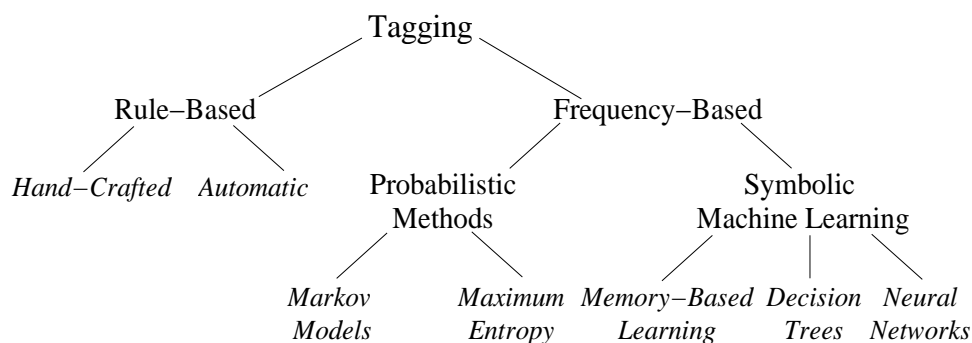 Tagging
Rule−Based
Frequency−Based
Hand−Crafted
Automatic
Probabilistic
Methods
Symbolic
Machine Learning
Markov
Models
Maximum
Entropy
Memory−Based
Learning
Decision
Trees
Neural
Networks